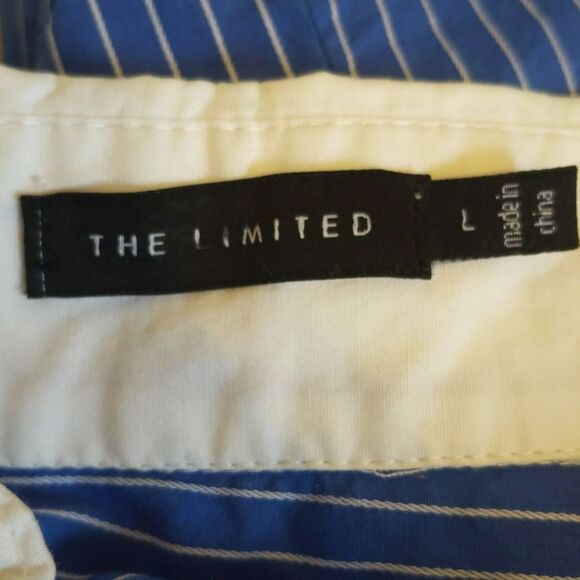 THE LIMITED
L
made in
china